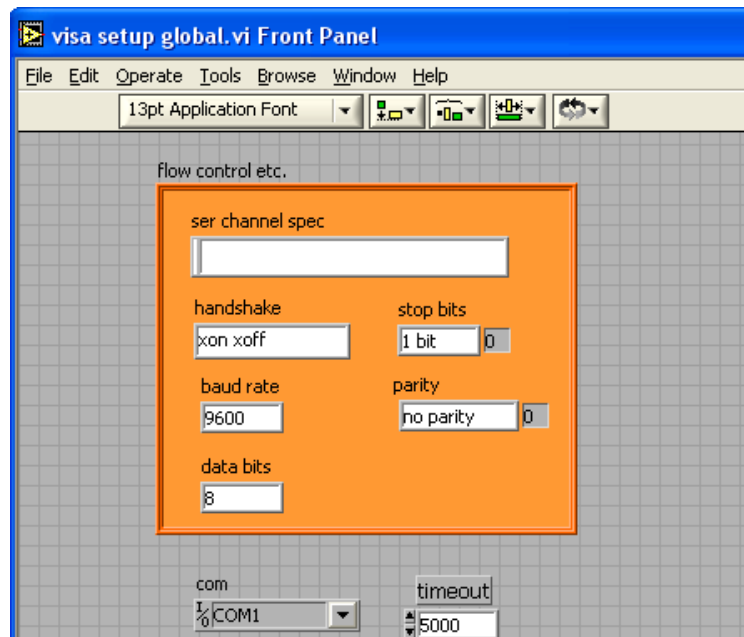 visa setup global.vi Front Panel
File Edit Operate Tools Browse Window Help
13pt Application Font
flow control etc.
ser channel spec
handshake
stop bits
xon xoff
1 bit 0
baud rate
parity
9600
no parity 0
data bits
8
com
timeout
I/O COM1
5000